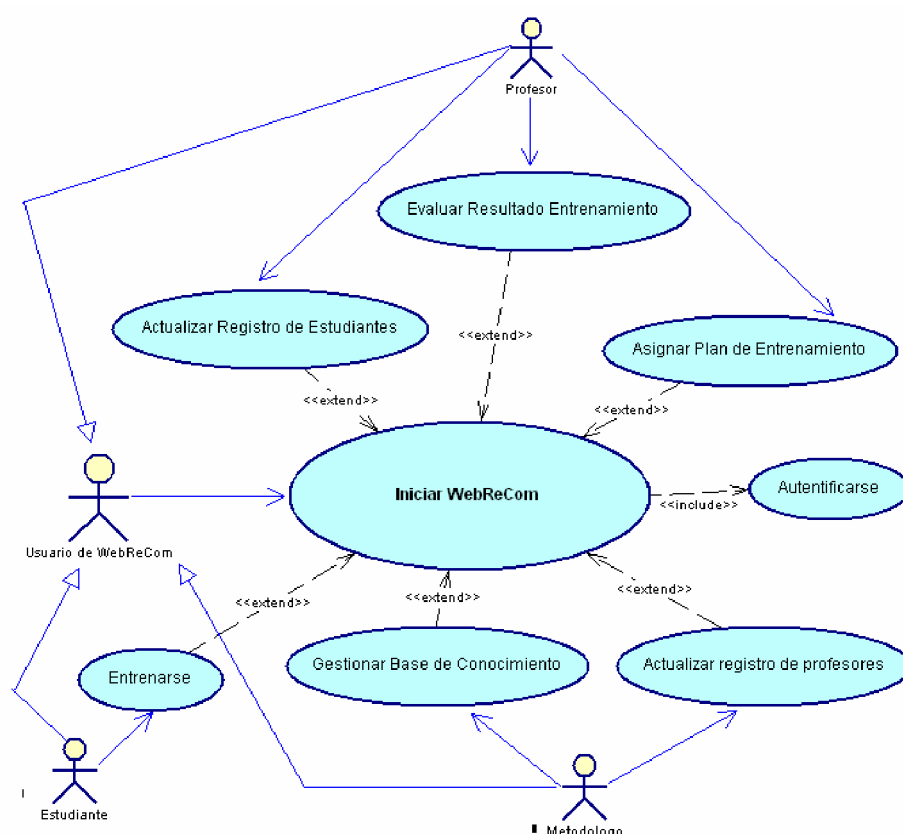 Profesor
Evaluar Resultado Entrenamiento
Actualizar Registro de Estudiantes
<<extend>>
Asignar Plan de Entrenamiento
<<extend>>
<<extend>>
Iniciar WebReCom
Autentificarse
<<include>>
Usuario de WebReCom
<<extend>>
<<extend>>
<<extend>>
Entrenarse
Gestionar Base de Conocimiento
Actualizar registro de profesores
Estudiante
Metodologo